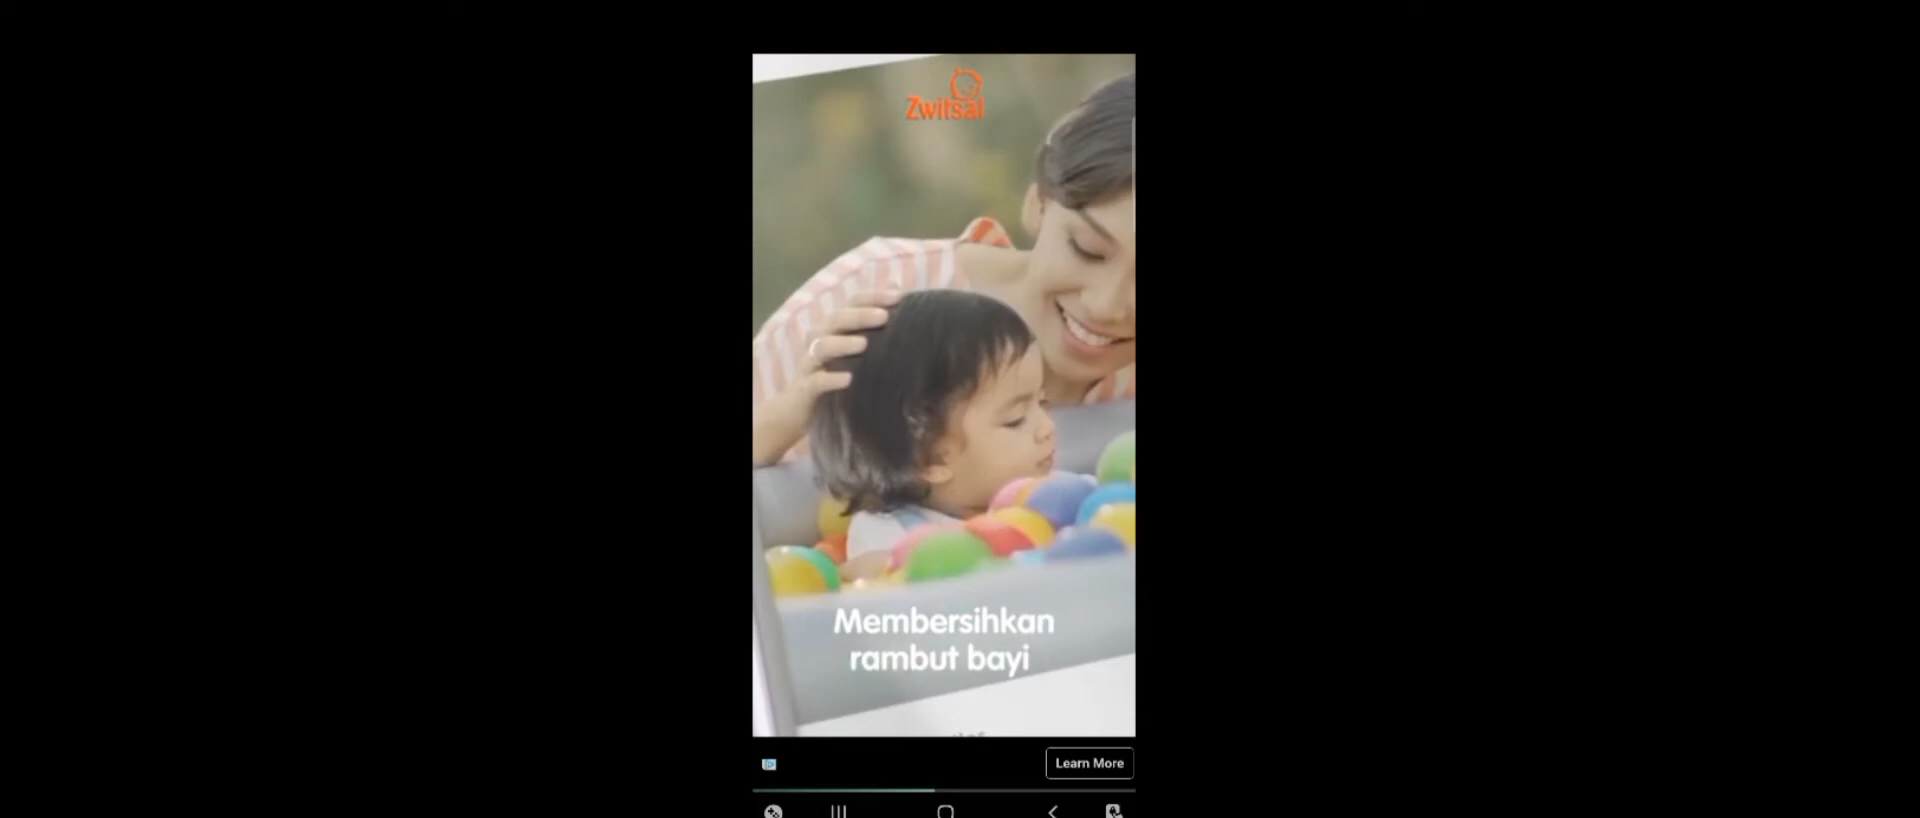 Zwitsal
Membersihkan
rambut bayi
Learn More